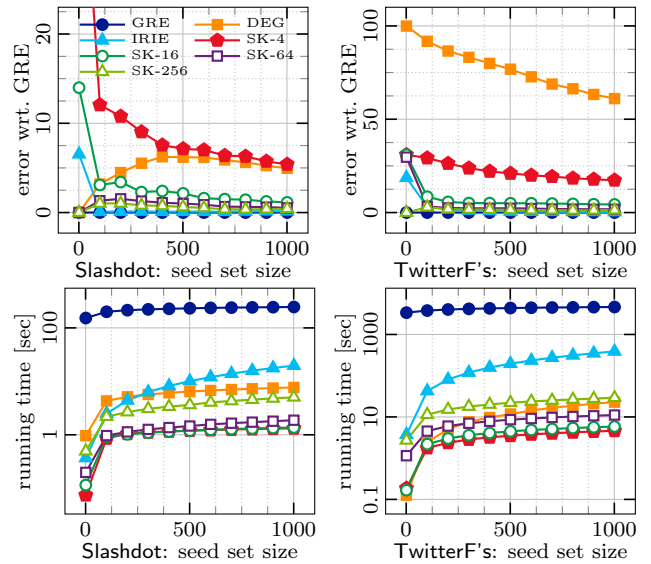 GRE DEG
IRIE SK-4
SK-16 SK-64
SK-256
error wrt. GRE
20
10
0
0 500 1000
Slashdot: seed set size
error wrt. GRE
100
50
0
0 500 1000
TwitterF's: seed set size
running time [sec]
100
1
0 500 1000
Slashdot: seed set size
running time [sec]
1000
10
0.1
0 500 1000
TwitterF's: seed set size